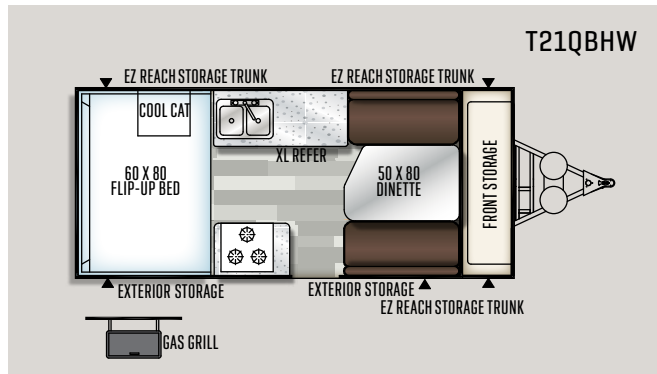 T21QBHW
EZ REACH STORAGE TRUNK
EZ REACH STORAGE TRUNK
COOL CAT
XL REFER
60 X 80
FLIP-UP BED
50 X 80
DINETTE
FRONT STORAGE
EXTERIOR STORAGE
EXTERIOR STORAGE
EZ REACH STORAGE TRUNK
GAS GRILL